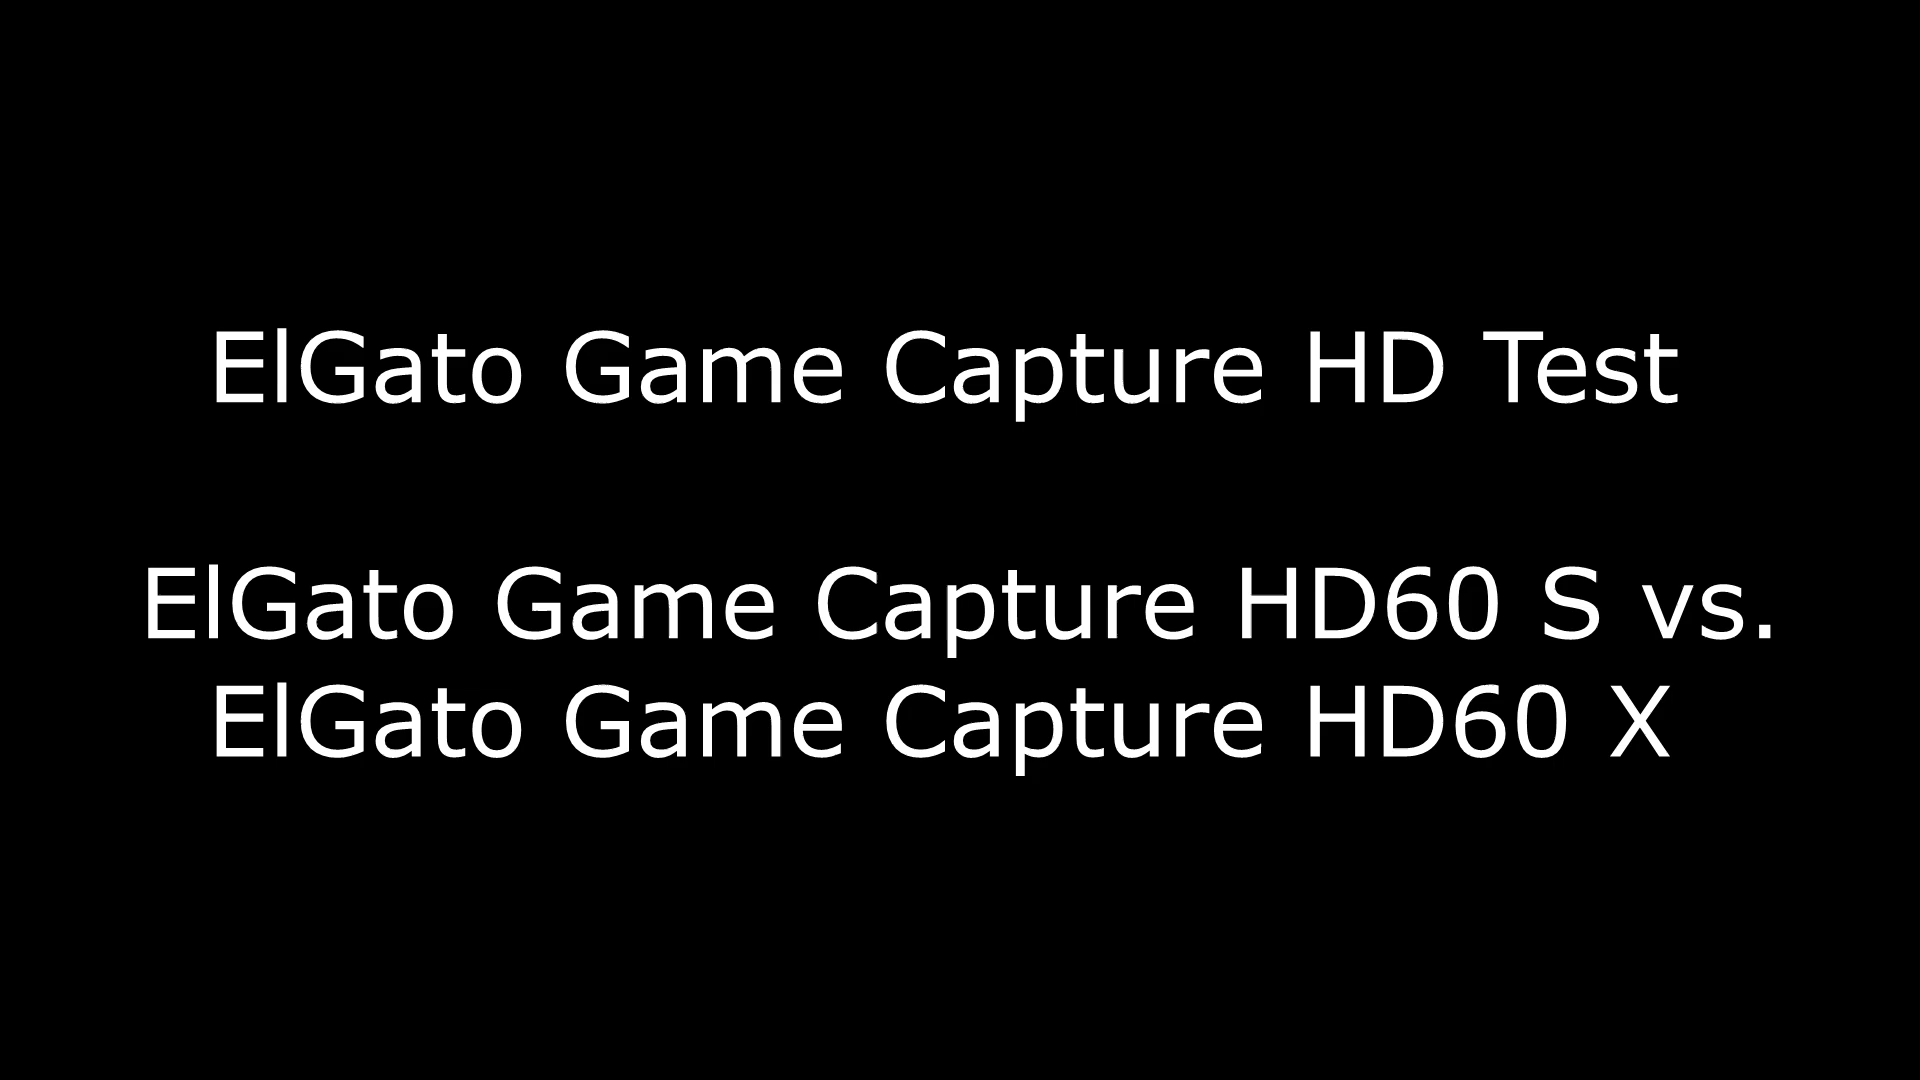 ElGato Game Capture HD Test
ElGato Game Capture HD60 S vs.
ElGato Game Capture HD60 X